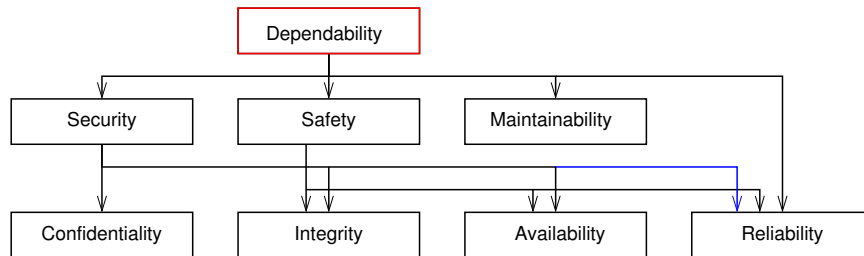 Dependability
Security
Safety
Maintainability
Confidentiality
Integrity
Availability
Reliability